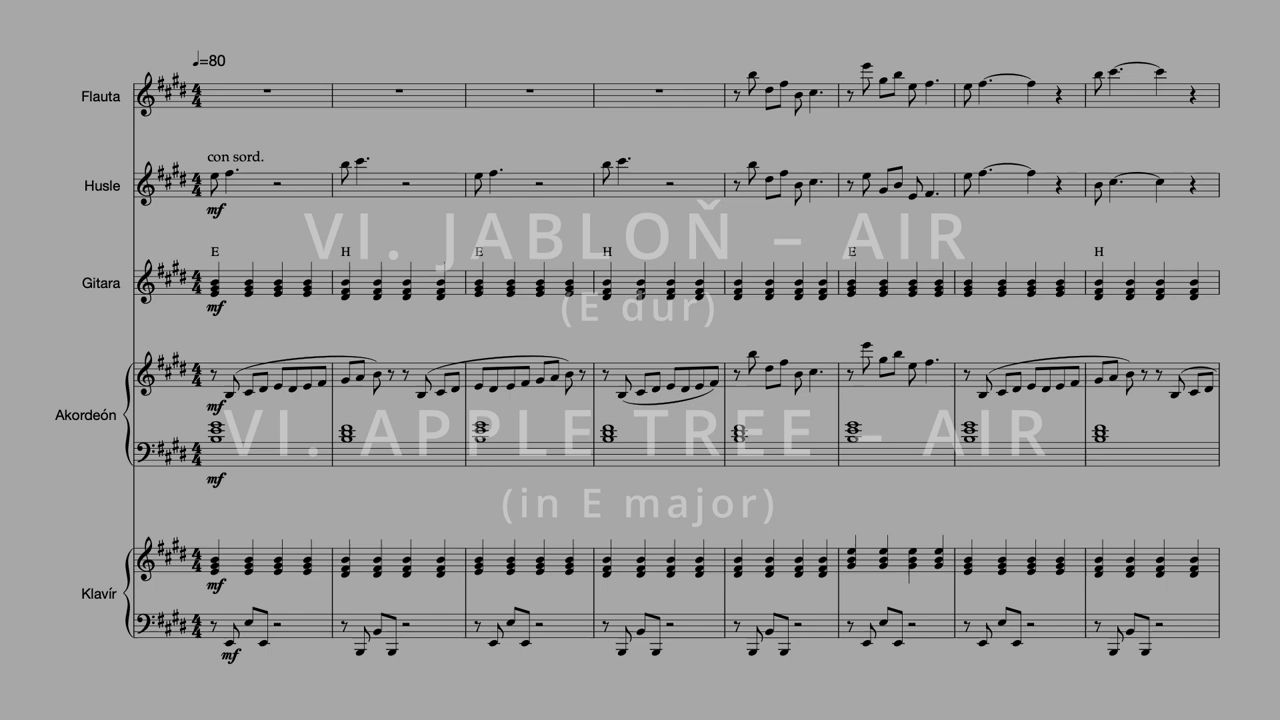 ♩=80
Flauta
con sord.
Husle
mf
VI. JABLOŇ – AIR
E H E H E H
Gitara
mf
(E dur)
mf
Akordeón
VI. APPLE TREE – AIR
mf
(in E major)
mf
Klavír
mf